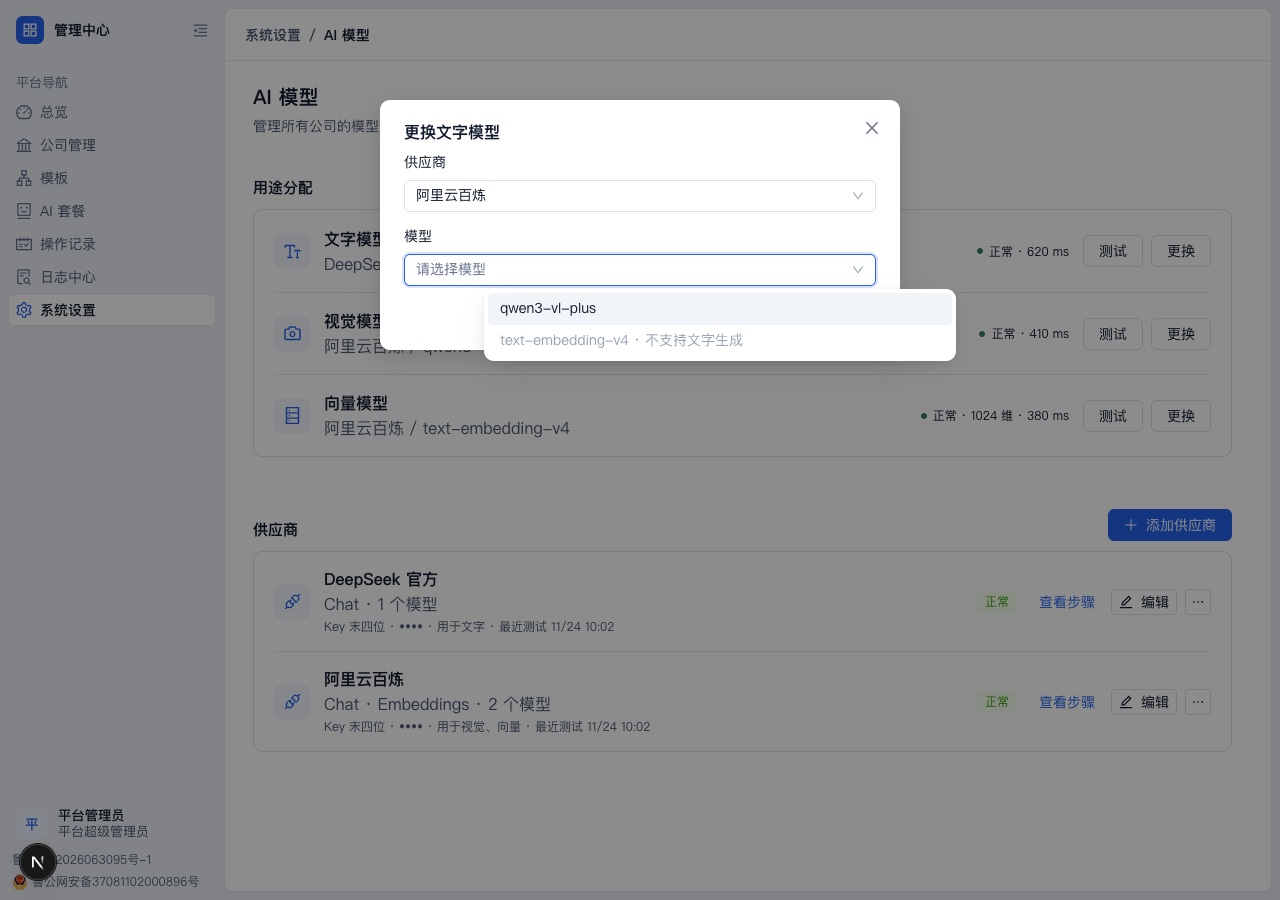 管理中心
平台导航
总览
公司管理
模板
AI 套餐
操作记录
日志中心
系统设置
平台管理员
平台超级管理员
2026063095号-1
公网安备37081102000896号
系统设置 / AI 模型
AI 模型
管理所有公司的模型
用途分配
文字模型
DeepSe
正常 · 620 ms
测试
更换
视觉模型
阿里云百炼 / qwen3
正常 · 410 ms
测试
更换
向量模型
阿里云百炼 / text-embedding-v4
正常 · 1024 维 · 380 ms
测试
更换
更换文字模型
供应商
阿里云百炼
模型
请选择模型
qwen3-vl-plus
text-embedding-v4 · 不支持文字生成
供应商
添加供应商
DeepSeek 官方
Chat · 1 个模型
Key 末四位 · •••• · 用于文字 · 最近测试 11/24 10:02
正常
查看步骤
编辑
···
阿里云百炼
Chat · Embeddings · 2 个模型
Key 末四位 · •••• · 用于视觉、向量 · 最近测试 11/24 10:02
正常
查看步骤
编辑
···
平
N